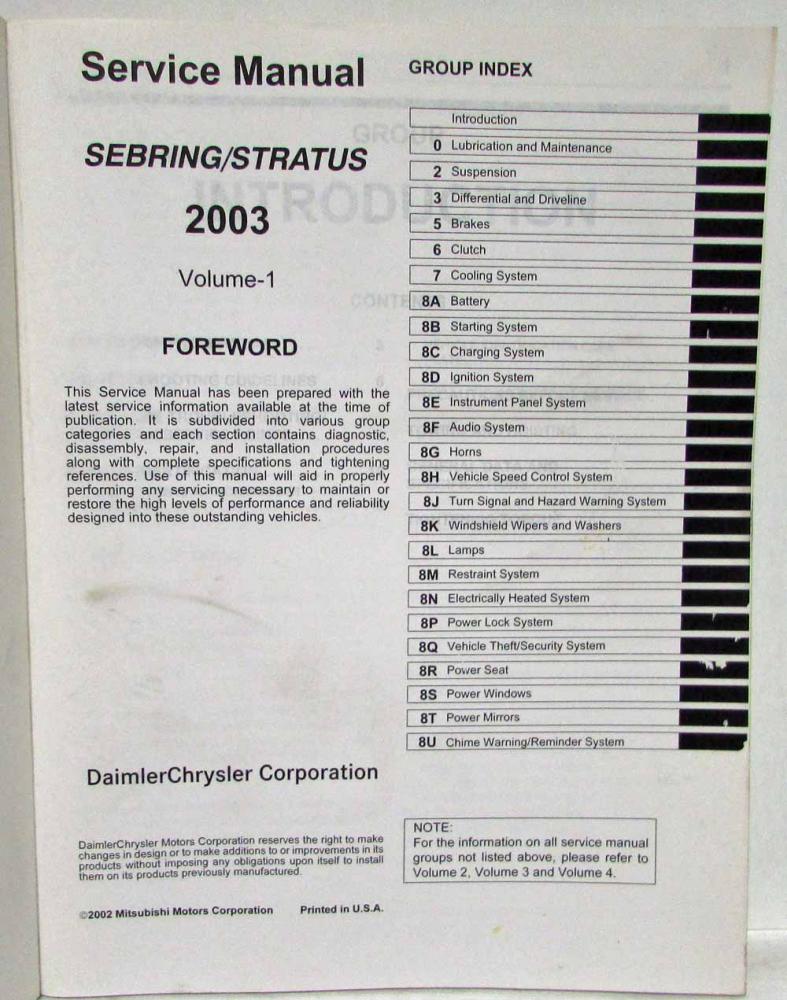 Service Manual
SEBRING/STRATUS
2003
Volume-1
FOREWORD
This Service Manual has been prepared with the
latest service information available at the time of
publication. It is subdivided into various group
categories and each section contains diagnostic,
disassembly, repair, and installation procedures
along with complete specifications and tightening
references. Use of this manual will aid in properly
performing any servicing necessary to maintain or
restore the high levels of performance and reliability
designed into these outstanding vehicles.
DaimlerChrysler Corporation
DaimlerChrysler Motors Corporation reserves the right to make
changes in design or to make additions to or improvements in its
products without imposing any obligations upon itself to install
them on its products previously manufactured.
©2002 Mitsubishi Motors Corporation Printed in U.S.A.
GROUP INDEX
Introduction
0 Lubrication and Maintenance
2 Suspension
3 Differential and Driveline
5 Brakes
6 Clutch
7 Cooling System
8A Battery
8B Starting System
8C Charging System
8D Ignition System
8E Instrument Panel System
8F Audio System
8G Horns
8H Vehicle Speed Control System
8J Turn Signal and Hazard Warning System
8K Windshield Wipers and Washers
8L Lamps
8M Restraint System
8N Electrically Heated System
8P Power Lock System
8Q Vehicle Theft/Security System
8R Power Seat
8S Power Windows
8T Power Mirrors
8U Chime Warning/Reminder System
NOTE:
For the information on all service manual
groups not listed above, please refer to
Volume 2, Volume 3 and Volume 4.